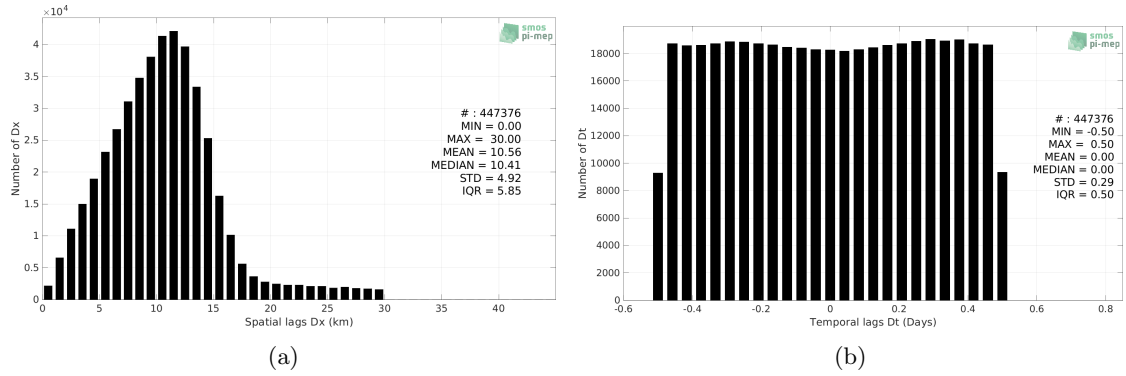 ×10⁴
4
3.5
3
2.5
2
1.5
1
0.5
0
Number of Dx
0 5 10 15 20 25 30 35 40
Spatial lags Dx (km)
smos
pi-mep
# : 447376
MIN = 0.00
MAX = 30.00
MEAN = 10.56
MEDIAN = 10.41
STD = 4.92
IQR = 5.85
(a)
18000
16000
14000
12000
10000
8000
6000
4000
2000
0
Number of Dt
-0.6 -0.4 -0.2 0 0.2 0.4 0.6 0.8
Temporal lags Dt (Days)
smos
pi-mep
# : 447376
MIN = -0.50
MAX = 0.50
MEAN = 0.00
MEDIAN = 0.00
STD = 0.29
IQR = 0.50
(b)